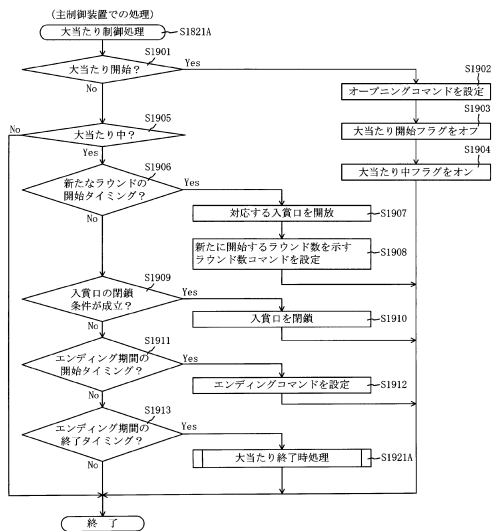 (主制御装置での処理)
大当たり制御処理
S1821A
S1901
大当たり開始?
Yes
No
S1902
オープニングコマンドを設定
S1903
大当たり開始フラグをオフ
S1904
大当たり中フラグをオン
S1905
No
大当たり中?
Yes
S1906
新たなラウンドの
開始タイミング?
Yes
No
対応する入賞口を開放
S1907
新たに開始するラウンド数を示す
ラウンド数コマンドを設定
S1908
S1909
入賞口の閉鎖
条件が成立?
Yes
No
入賞口を閉鎖
S1910
S1911
エンディング期間の
開始タイミング?
Yes
No
エンディングコマンドを設定
S1912
S1913
エンディング期間の
終了タイミング?
Yes
No
大当たり終了時処理
S1921A
終 了